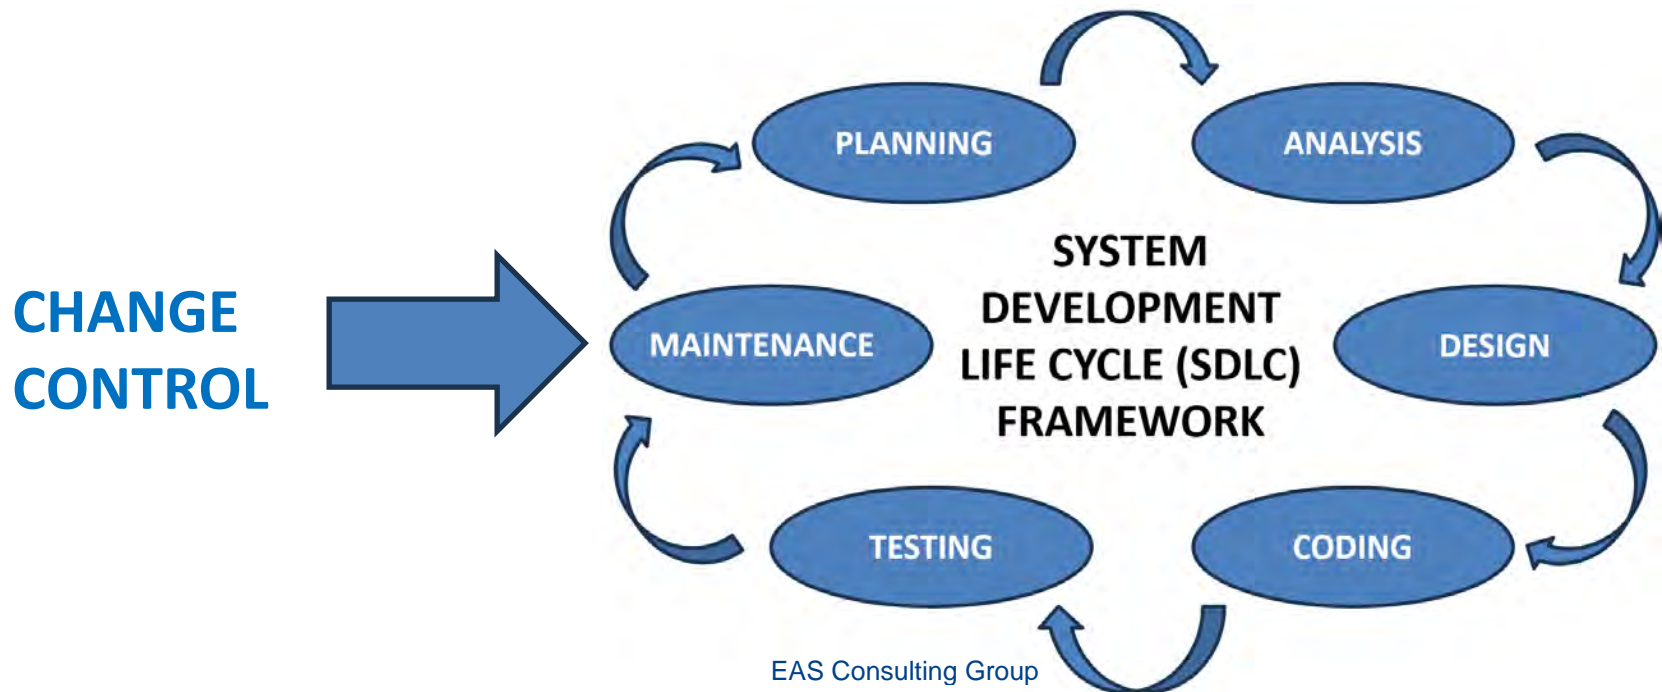 CHANGE
CONTROL
PLANNING
ANALYSIS
SYSTEM
DEVELOPMENT
LIFE CYCLE (SDLC)
FRAMEWORK
MAINTENANCE
DESIGN
TESTING
CODING
EAS Consulting Group